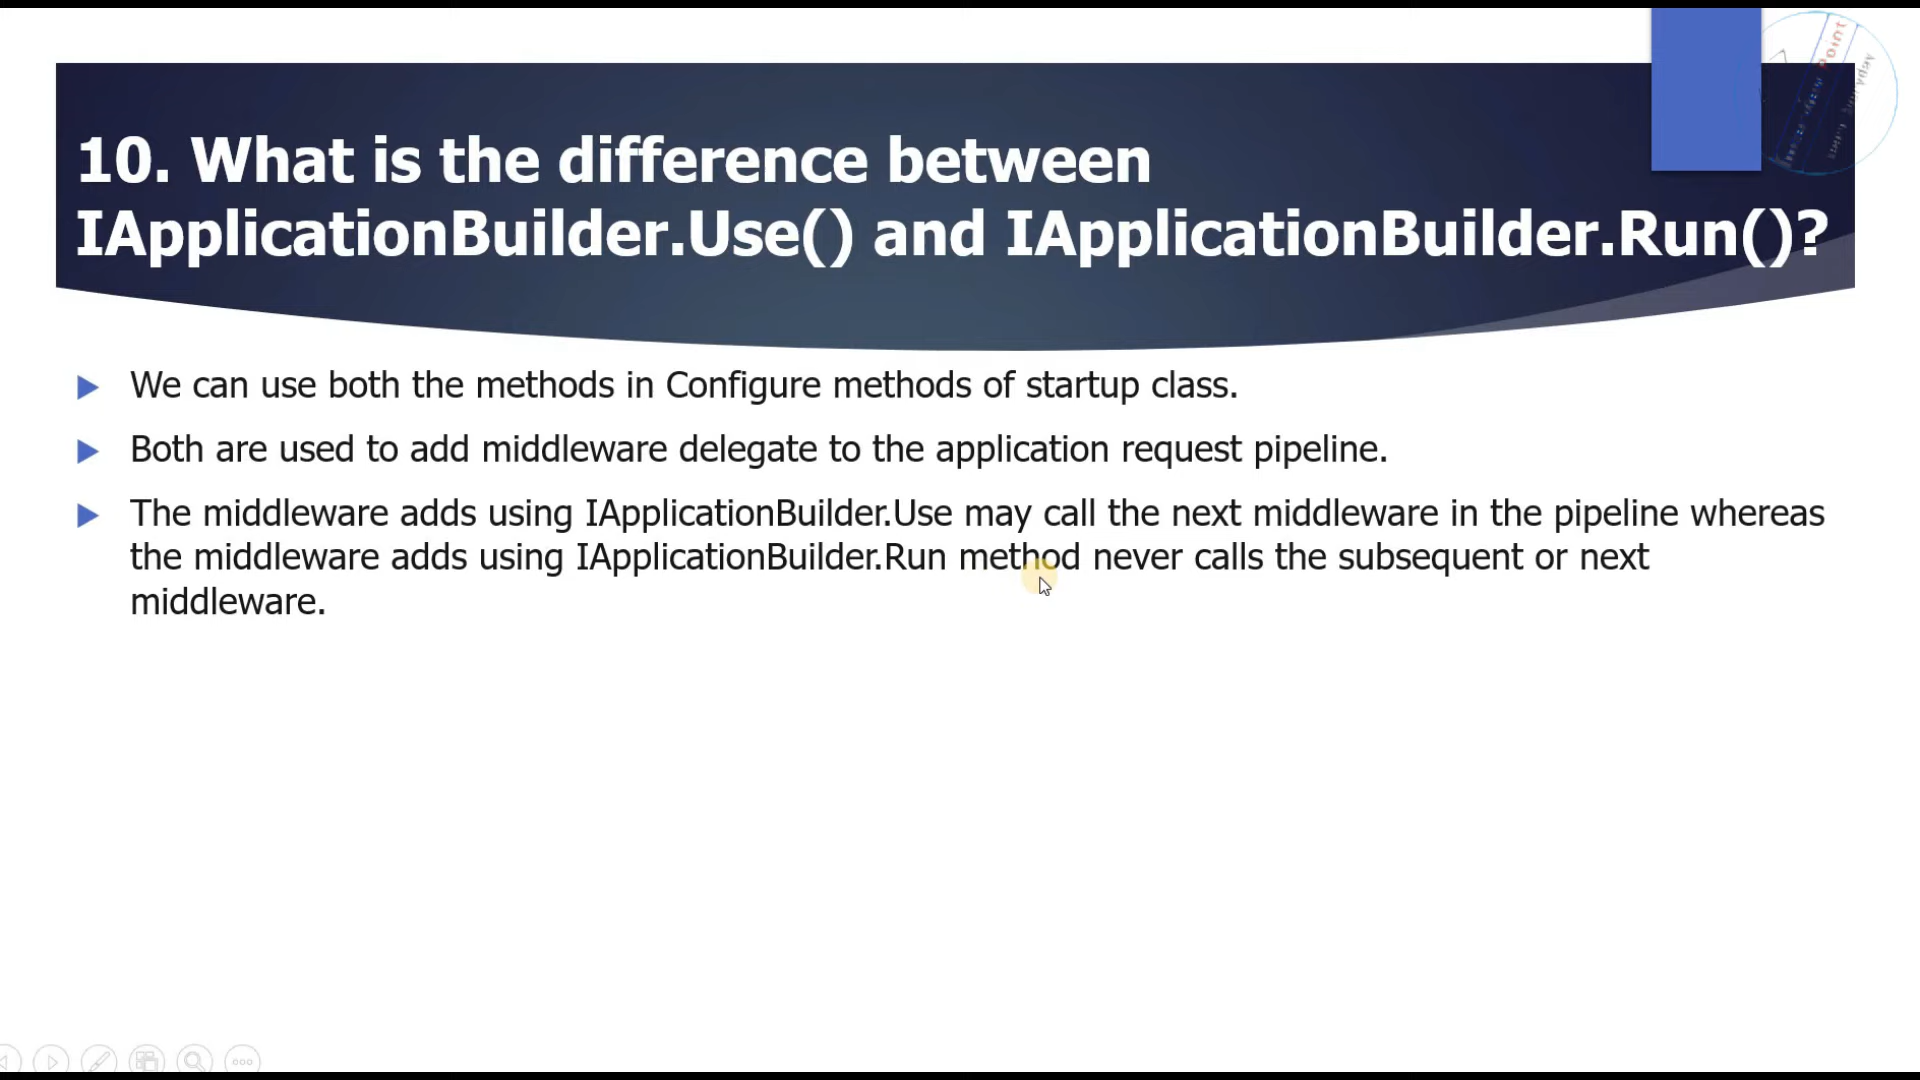 10. What is the difference between
IApplicationBuilder.Use() and IApplicationBuilder.Run()?
We can use both the methods in Configure methods of startup class.
Both are used to add middleware delegate to the application request pipeline.
The middleware adds using IApplicationBuilder.Use may call the next middleware in the pipeline whereas
the middleware adds using IApplicationBuilder.Run method never calls the subsequent or next
middleware.
Point